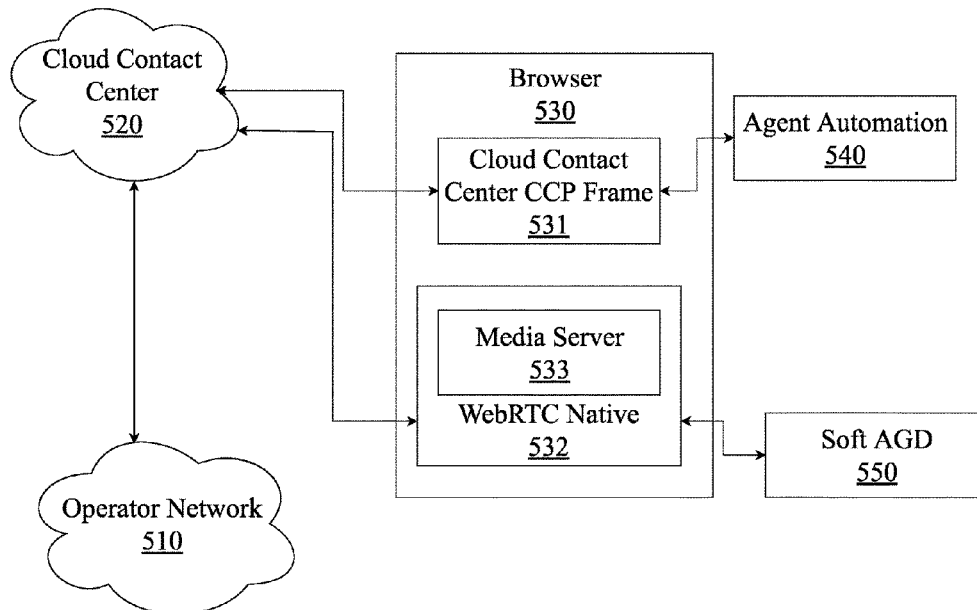 Cloud Contact
Center
520
Browser
530
Agent Automation
540
Cloud Contact
Center CCP Frame
531
Media Server
533
WebRTC Native
532
Soft AGD
550
Operator Network
510